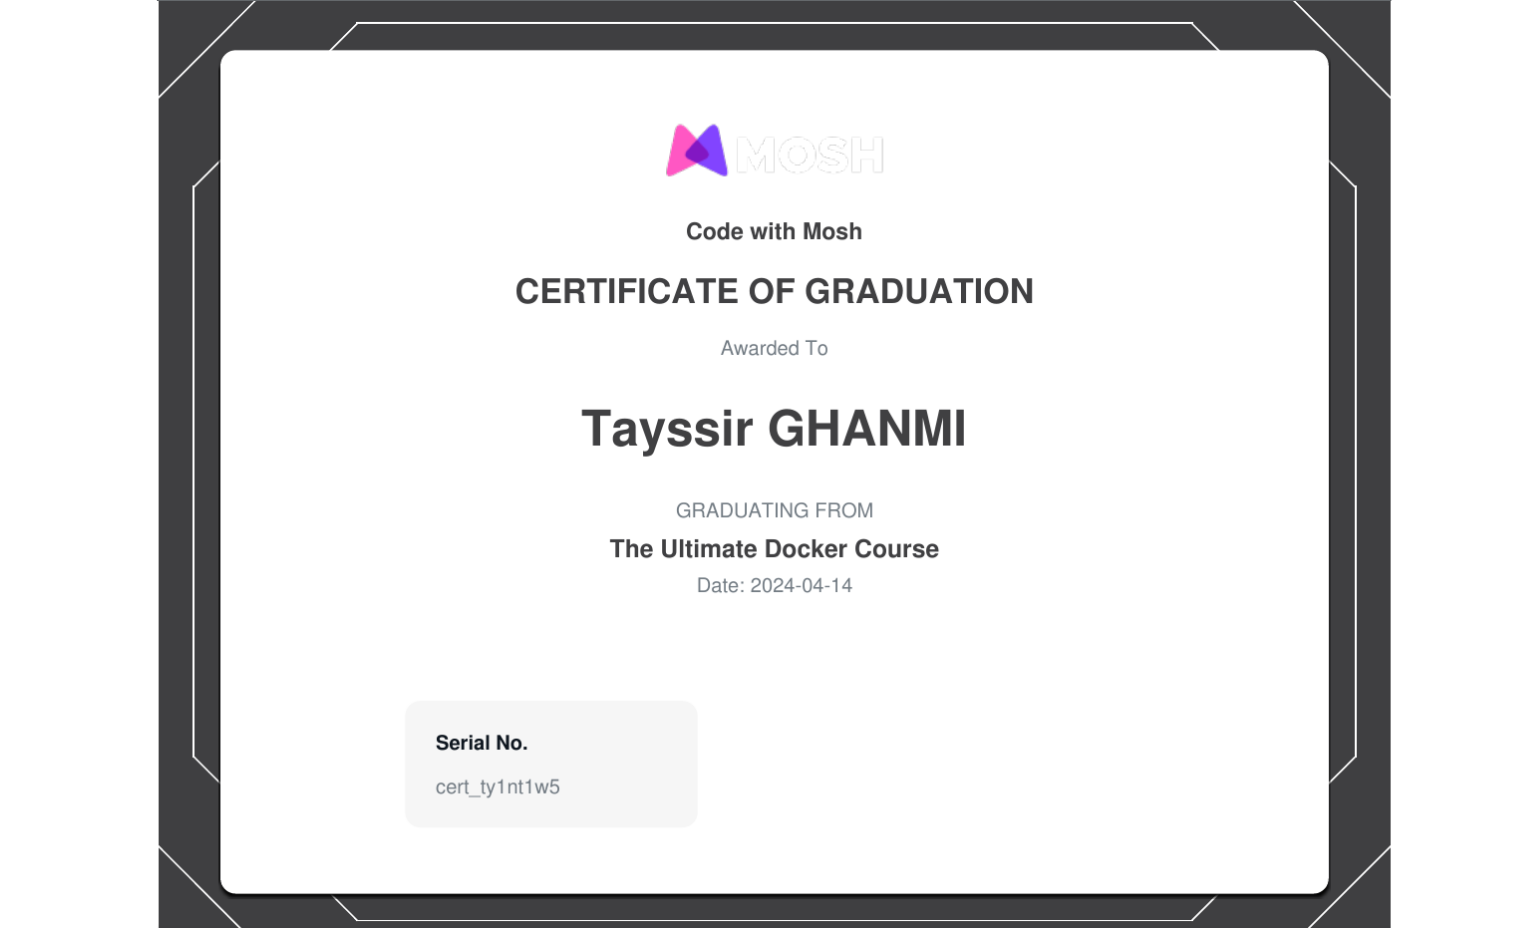 MOSH
Code with Mosh
CERTIFICATE OF GRADUATION
Awarded To
Tayssir GHANMI
GRADUATING FROM
The Ultimate Docker Course
Date: 2024-04-14
Serial No.
cert_ty1nt1w5